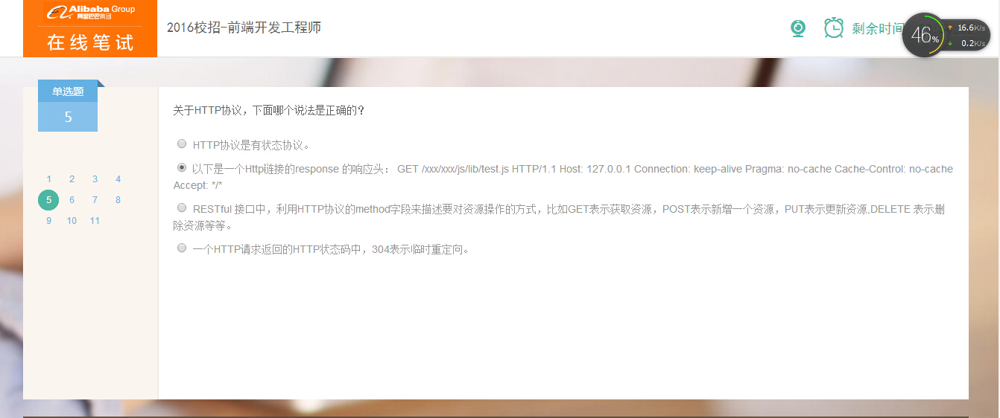 Alibaba Group
阿里巴巴集团
在线笔试
2016校招-前端开发工程师
剩余时间
46%
16.6K/s
0.2K/s
单选题
5
1 2 3 4
5 6 7 8
9 10 11
关于HTTP协议，下面哪个说法是正确的？
HTTP协议是有状态协议。
以下是一个Http链接的response 的响应头： GET /xxx/xxx/js/lib/test.js HTTP/1.1 Host: 127.0.0.1 Connection: keep-alive Pragma: no-cache Cache-Control: no-cache
Accept: */*
RESTful 接口中，利用HTTP协议的method字段来描述要对资源操作的方式，比如GET表示获取资源，POST表示新增一个资源，PUT表示更新资源,DELETE 表示删
除资源等等。
一个HTTP请求返回的HTTP状态码中，304表示临时重定向。